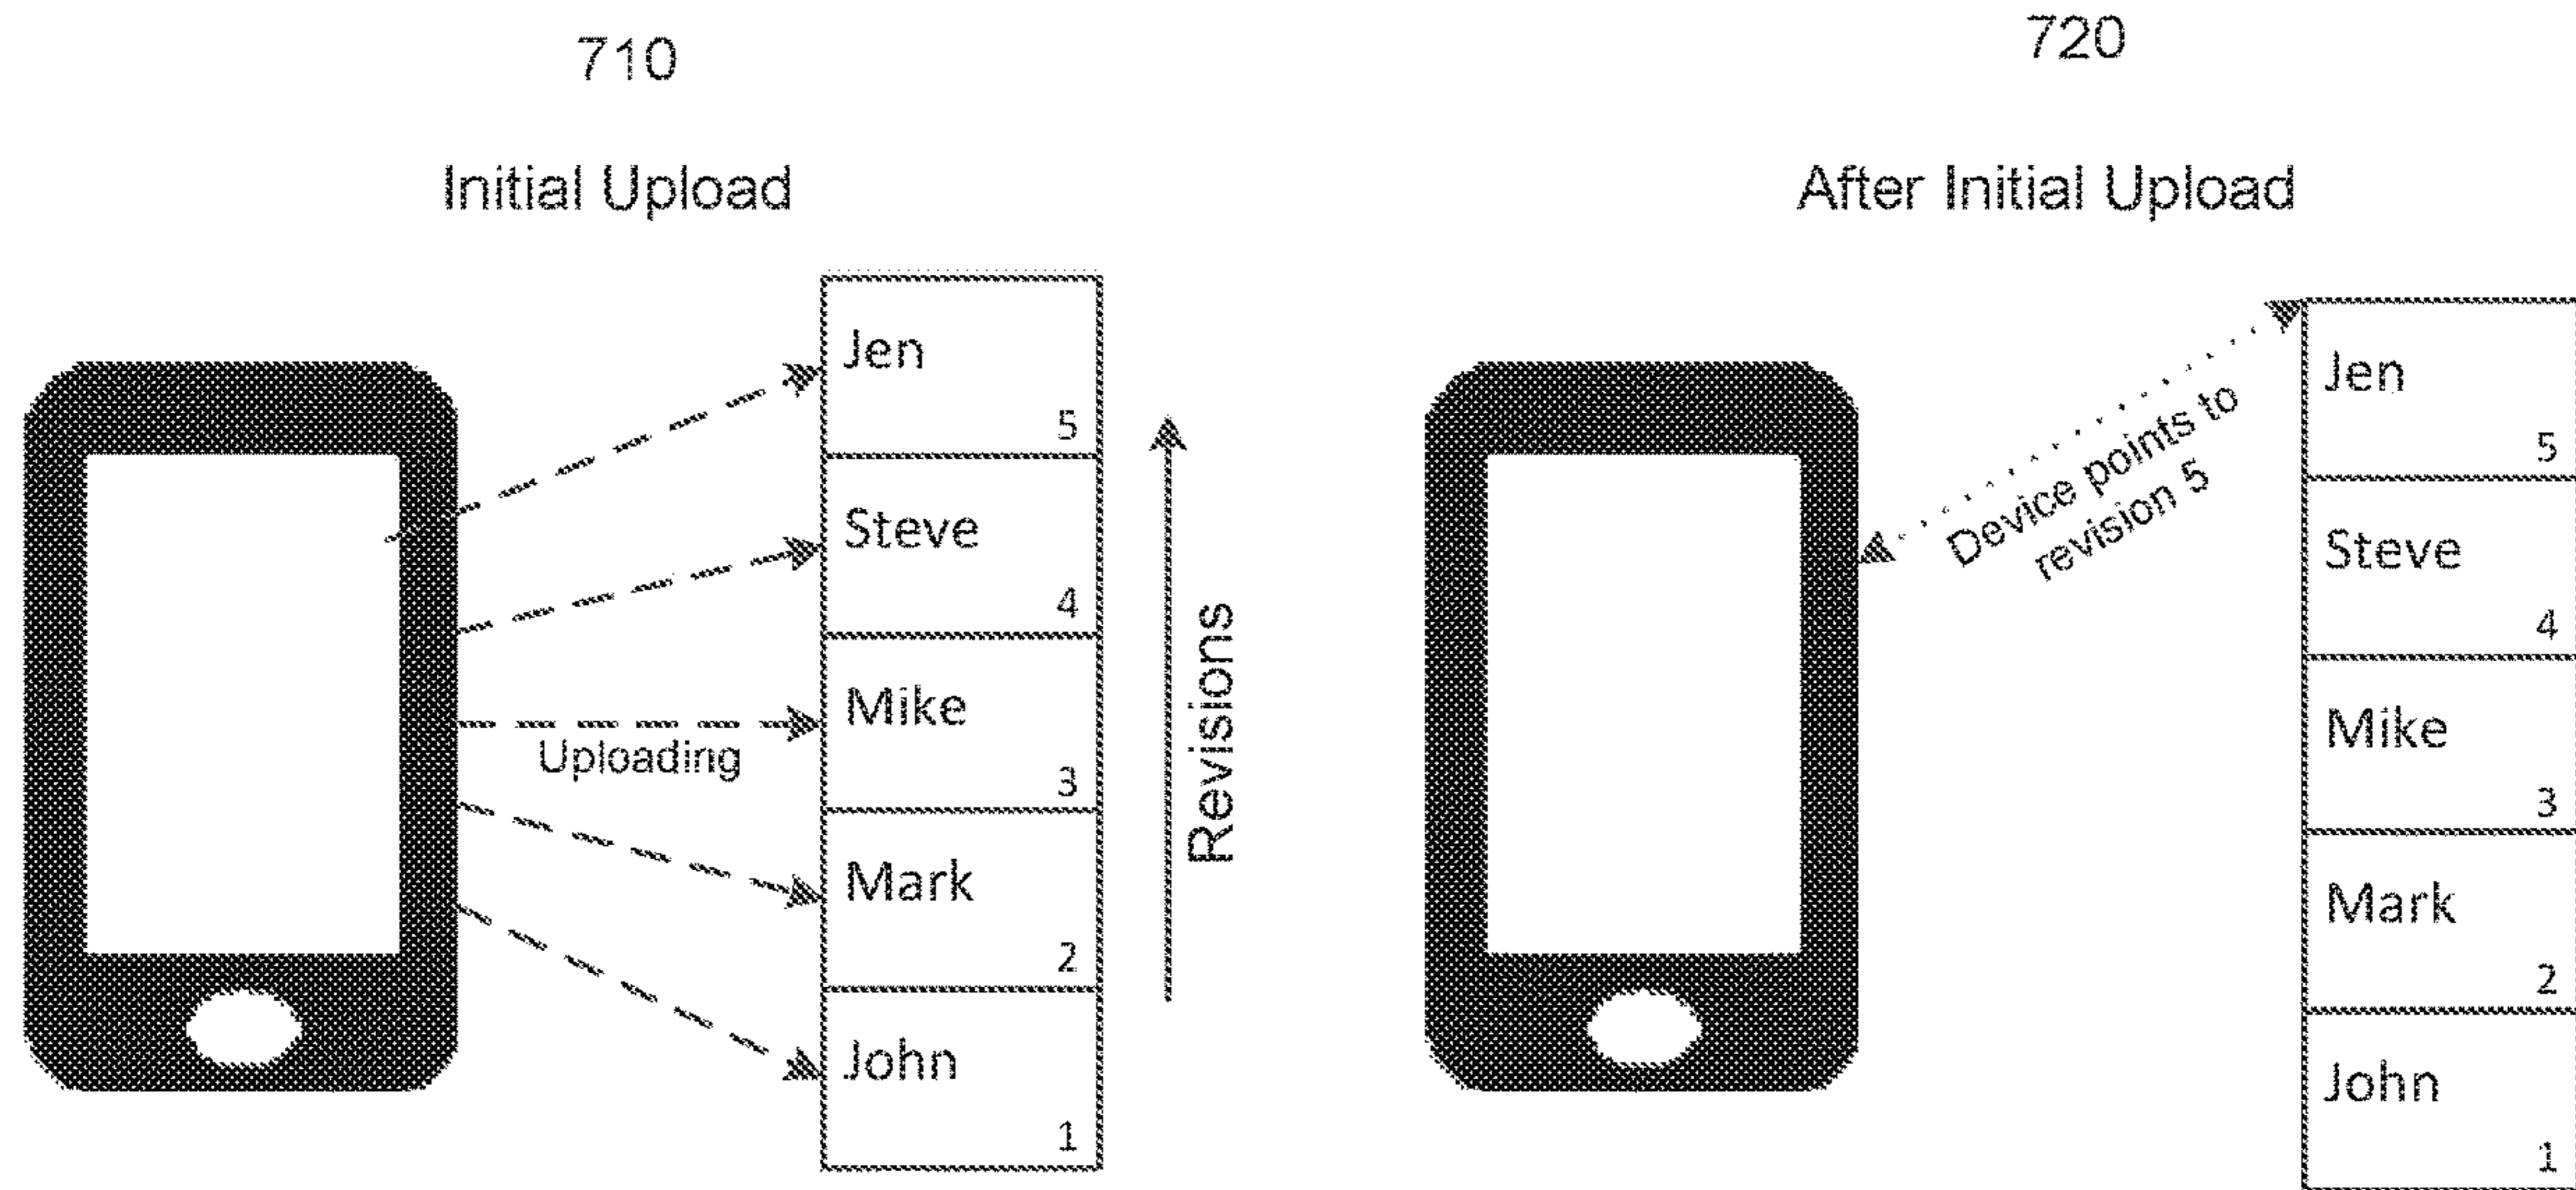 710
Initial Upload
Jen
5
Steve
4
Mike
3
Mark
2
John
1
Uploading
Revisions
720
After Initial Upload
Device points to
revision 5
Jen
5
Steve
4
Mike
3
Mark
2
John
1